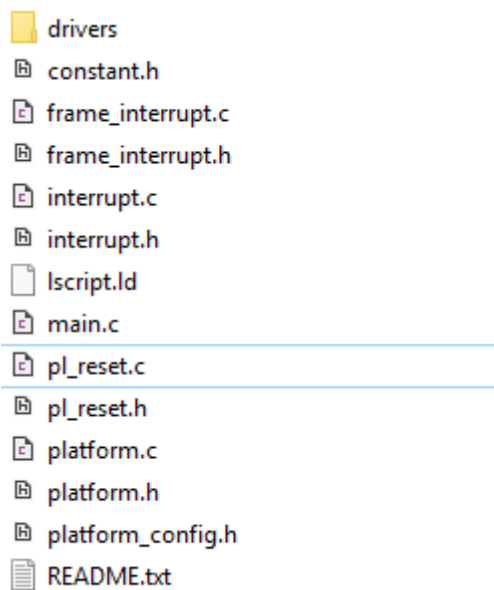 drivers
constant.h
frame_interrupt.c
frame_interrupt.h
interrupt.c
interrupt.h
lscript.ld
main.c
pl_reset.c
pl_reset.h
platform.c
platform.h
platform_config.h
README.txt